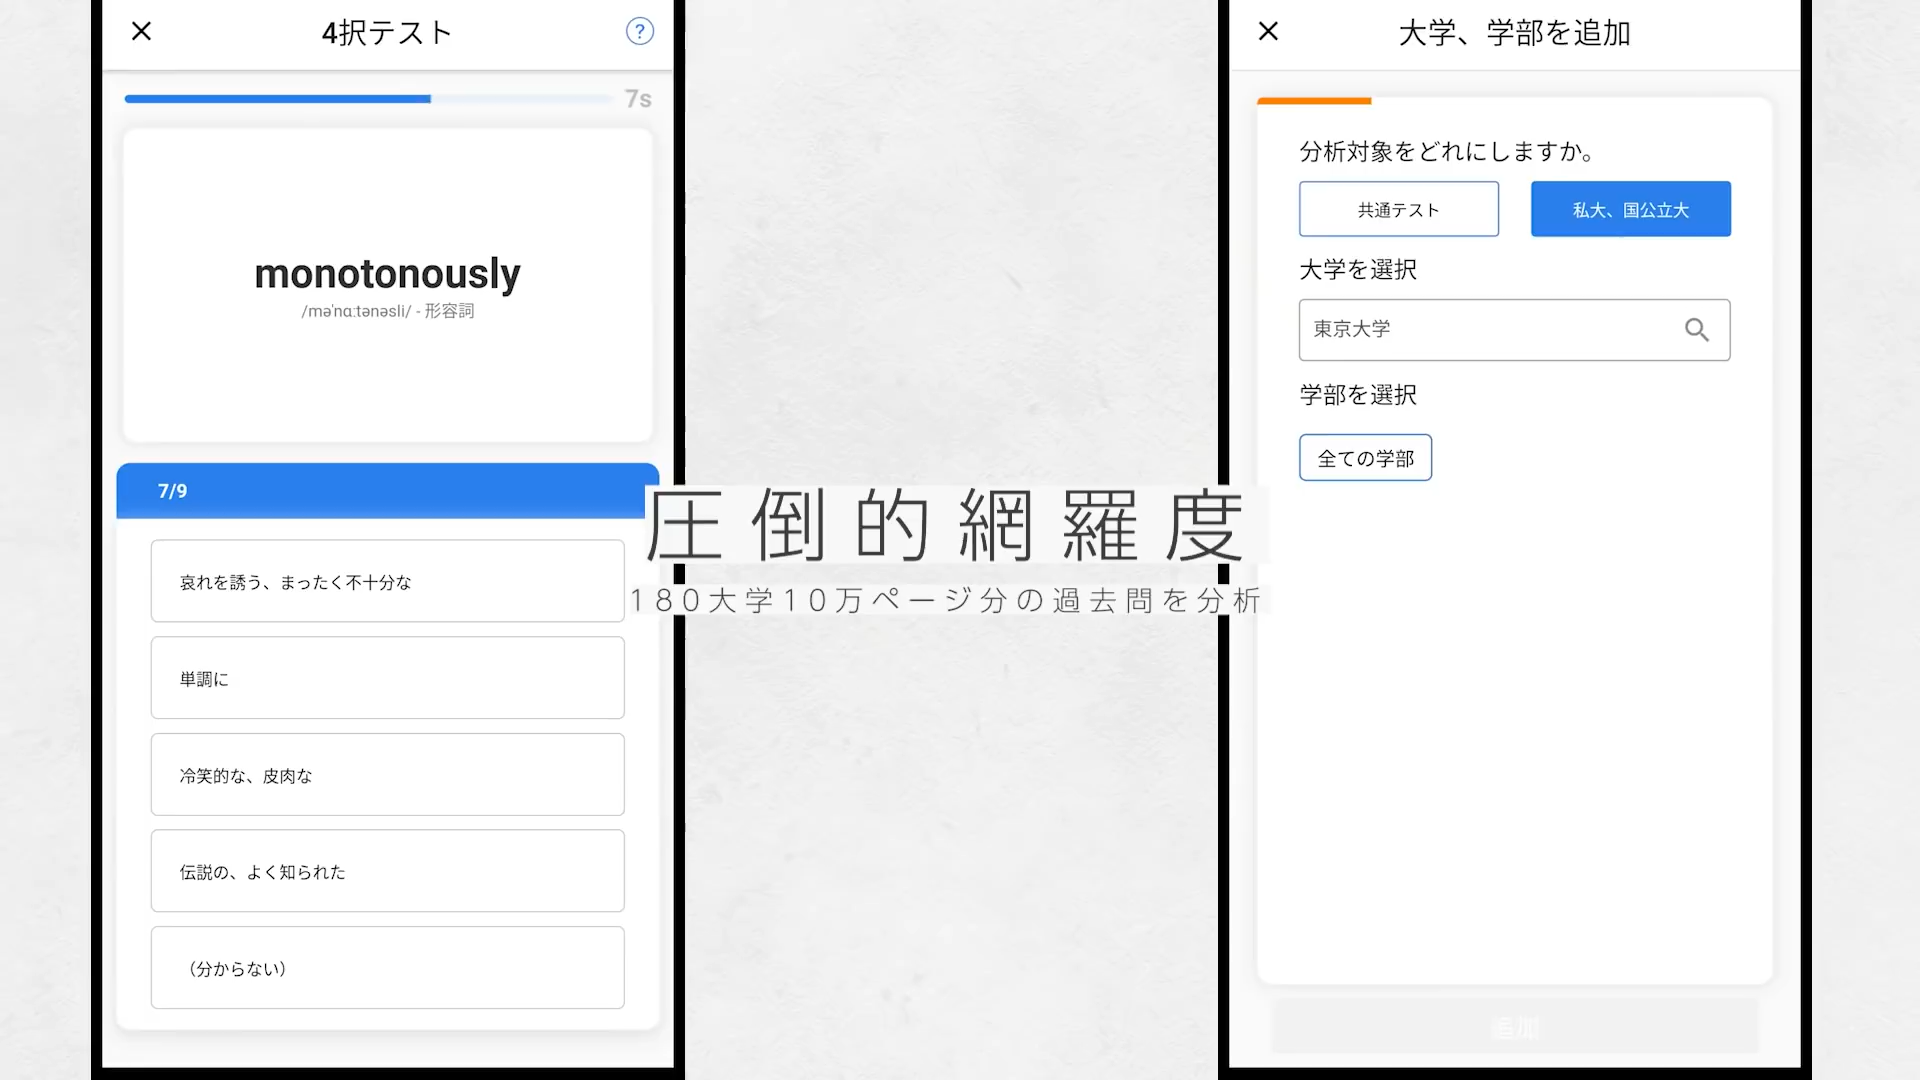 4択テスト
7s
monotonously
/məˈnɑːtənəsli/ - 形容詞
7/9
哀れを誘う、まったく不十分な
単調に
冷笑的な、皮肉な
伝説の、よく知られた
（分からない）
圧倒的網羅度
180大学10万ページ分の過去問を分析
大学、学部を追加
分析対象をどれにしますか。
共通テスト
私大、国公立大
大学を選択
東京大学
学部を選択
全ての学部
追加